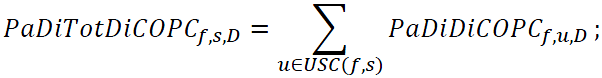 PaDiTotDiCOPC_{f,s,D} = ∑_{u∈USC(f,s)} PaDiDiCOPC_{f,u,D} ;